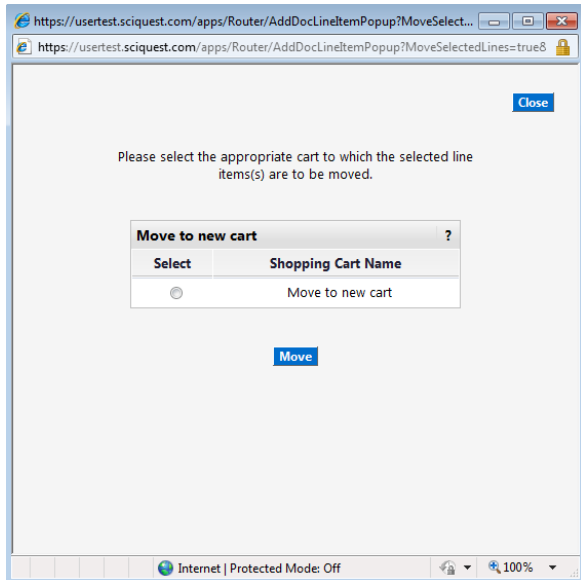 https://usertest.sciquest.com/apps/Router/AddDocLineItemPopup?MoveSelect...
https://usertest.sciquest.com/apps/Router/AddDocLineItemPopup?MoveSelectedLines=true&
Close
Please select the appropriate cart to which the selected line
items(s) are to be moved.
Move to new cart ?
Select Shopping Cart Name
Move to new cart
Move
Internet | Protected Mode: Off 100%